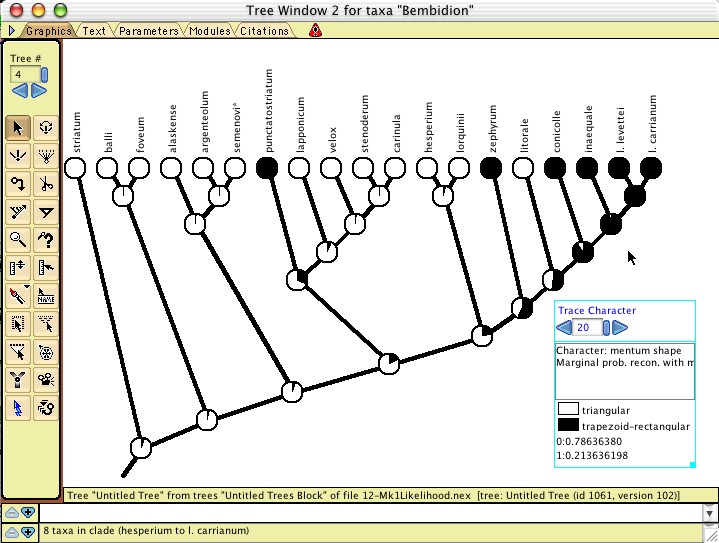 Tree Window 2 for taxa "Bembidion"
Graphics Text Parameters Modules Citations
Tree #
4
striatum
balli
foveum
alaskense
argenteolum
semenovi*
punctatostriatum
lapponicum
velox
stenoderum
carinula
hesperium
lorquinii
zephyrum
litorale
conicolle
inaequale
l. levettei
l. carrianum
NAME
Trace Character
20
Character: mentum shape
Marginal prob. recon. with m
triangular
trapezoid-rectangular
0:0.78636380
1:0.213636198
Tree "Untitled Tree" from trees "Untitled Trees Block" of file 12-Mk1Likelihood.nex [tree: Untitled Tree (id 1061, version 102)]
8 taxa in clade (hesperium to l. carrianum)